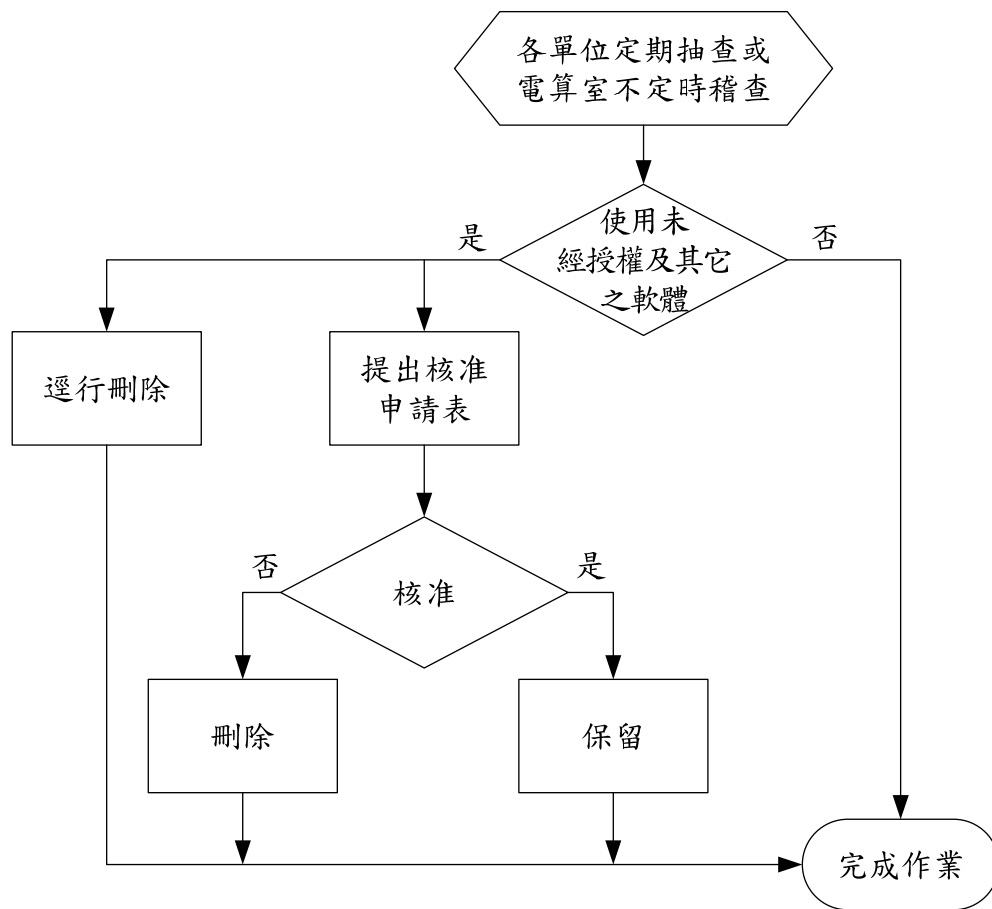 各單位定期抽查或
電算室不定時稽查
使用未
經授權及其它
之軟體
是
否
逕行刪除
提出核准
申請表
核准
否
是
刪除
保留
完成作業